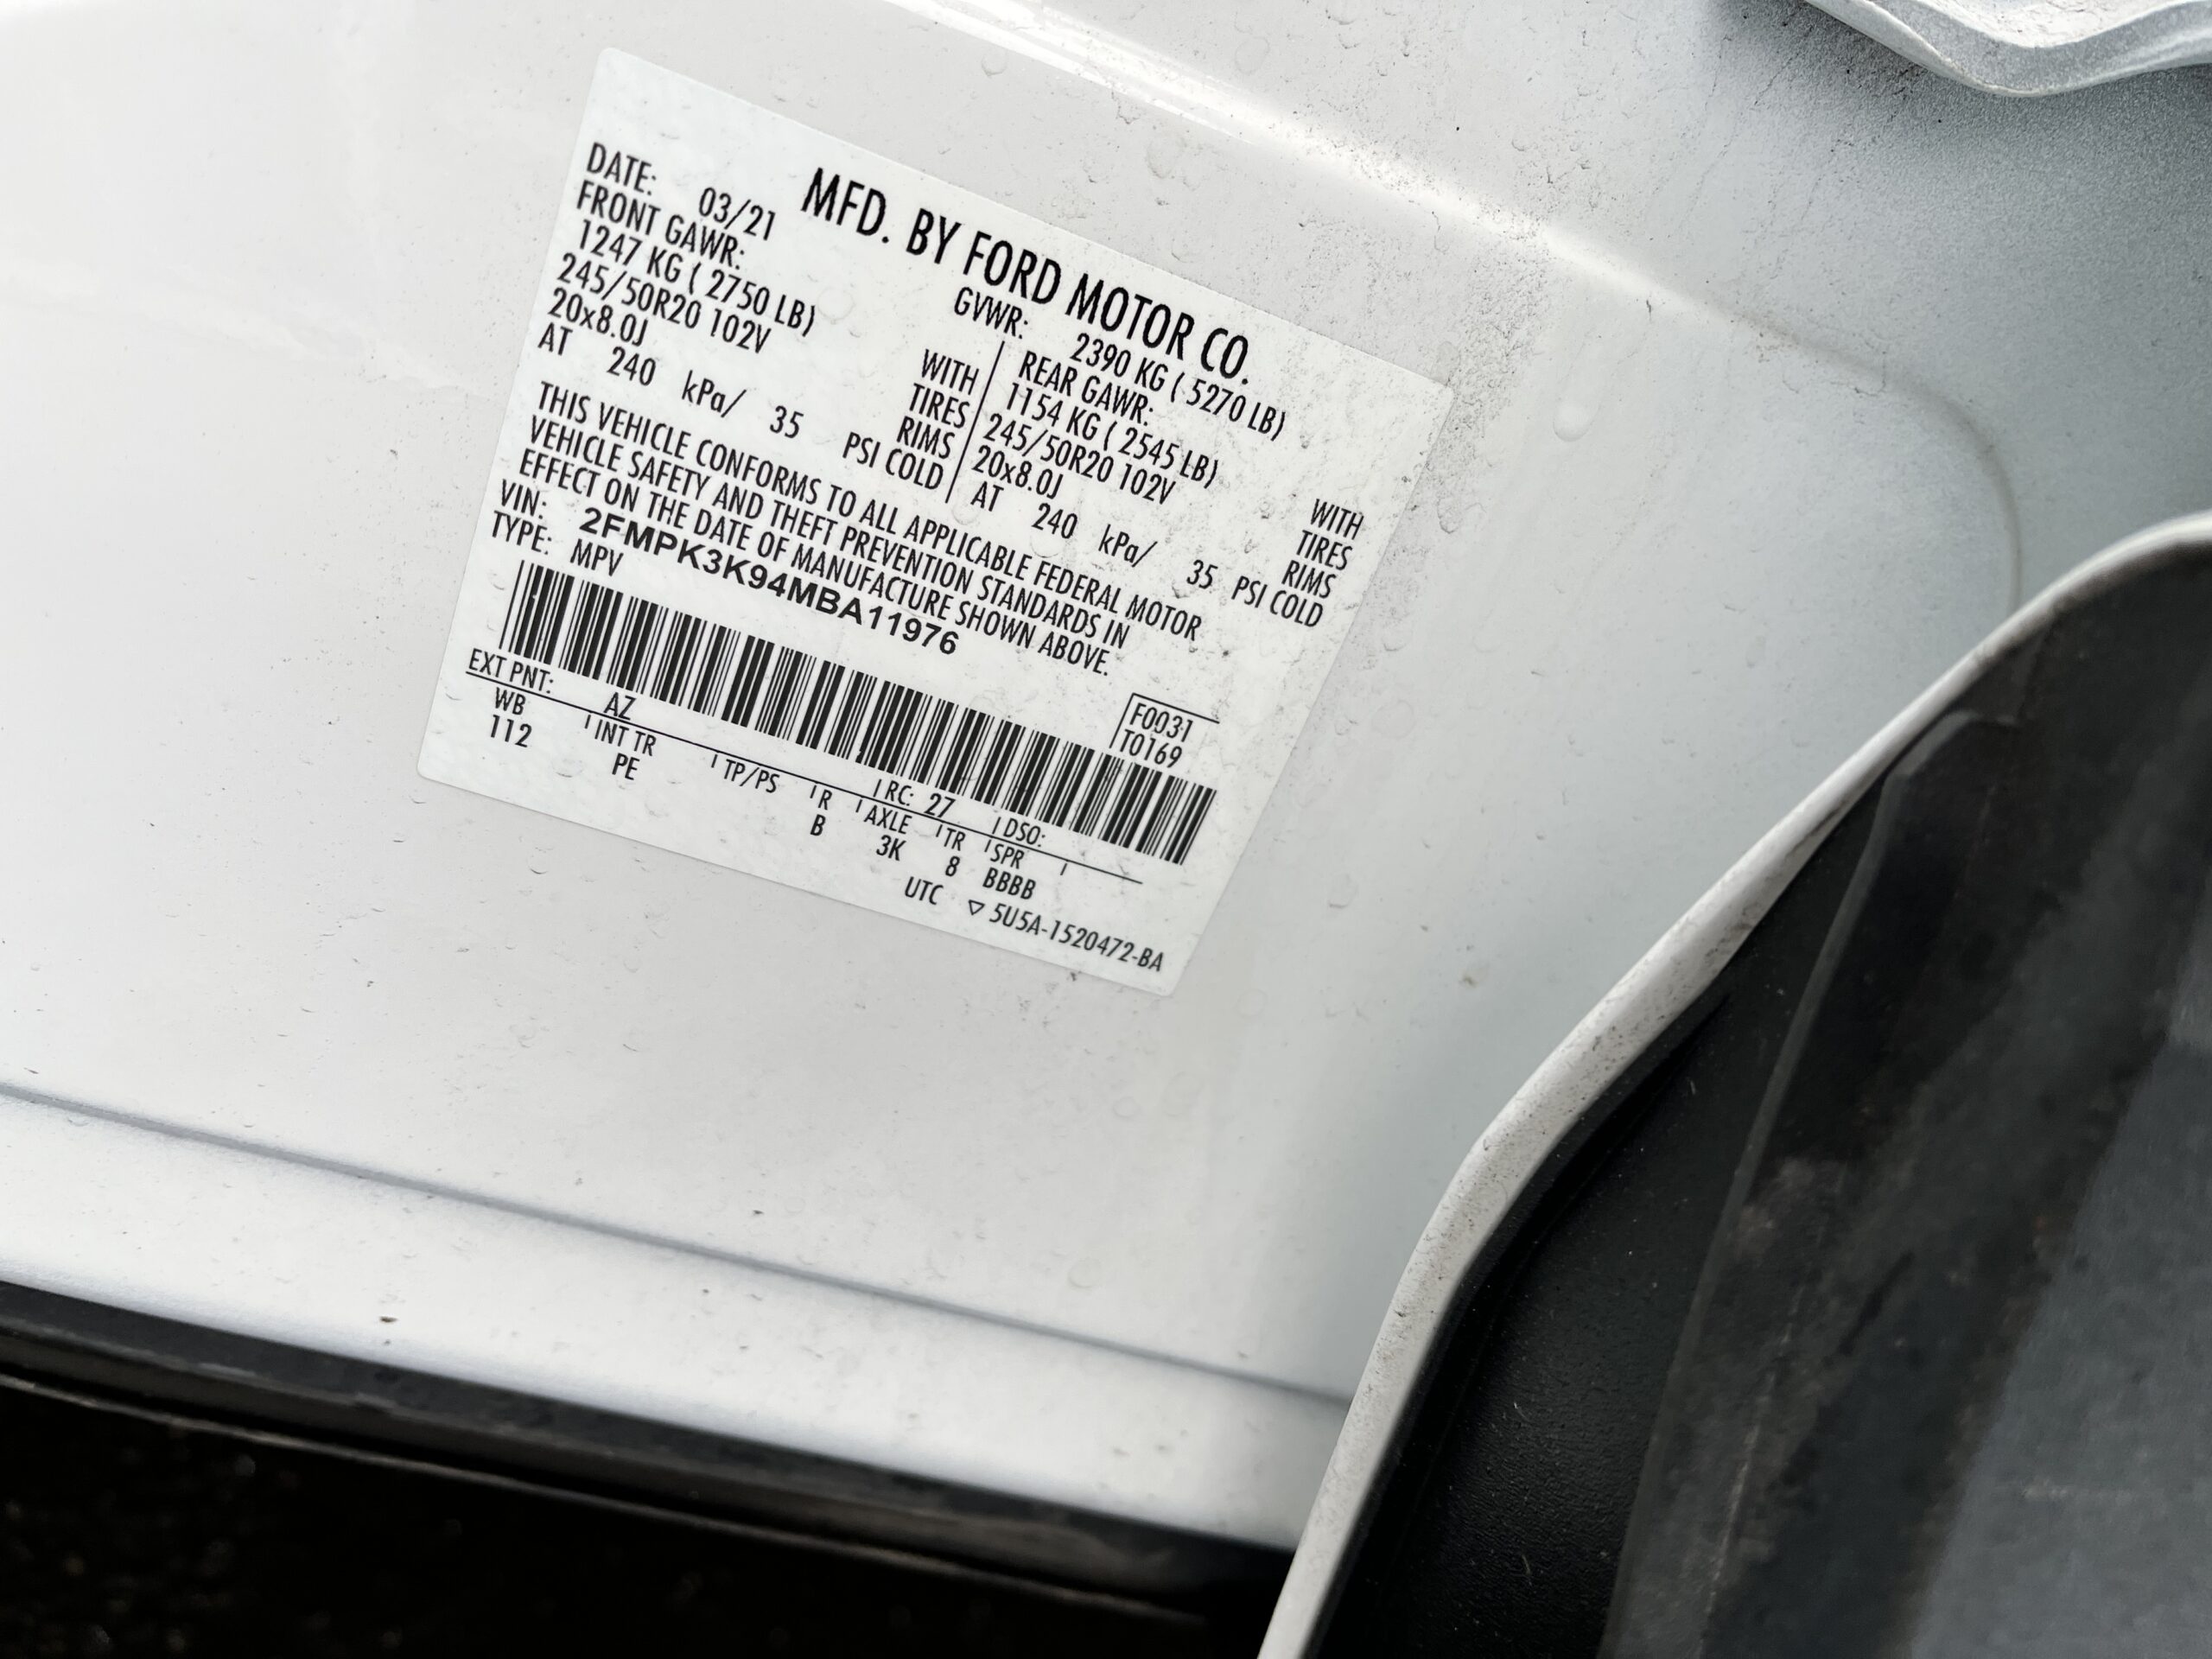 MFD. BY FORD MOTOR CO.
DATE: 03/21
GVWR: 2390 KG ( 5270 LB)
FRONT GAWR:
1247 KG ( 2750 LB) WITH
245/50R20 102V TIRES
20x8.0J RIMS
AT 240 kPa/ 35 PSI COLD
REAR GAWR:
1154 KG ( 2545 LB) WITH
245/50R20 102V TIRES
20x8.0J RIMS
AT 240 kPa/ 35 PSI COLD
THIS VEHICLE CONFORMS TO ALL APPLICABLE FEDERAL MOTOR
VEHICLE SAFETY AND THEFT PREVENTION STANDARDS IN
EFFECT ON THE DATE OF MANUFACTURE SHOWN ABOVE.
VIN: 2FMPK3K94MBA11976
TYPE: MPV
F0031
T0169
EXT PNT: AZ RC: 27 DSO:
WB INT TR TP/PS R AXLE TR SPR
112 PE B 3K 8 BBBB
UTC ▽ 5U5A-1520472-BA